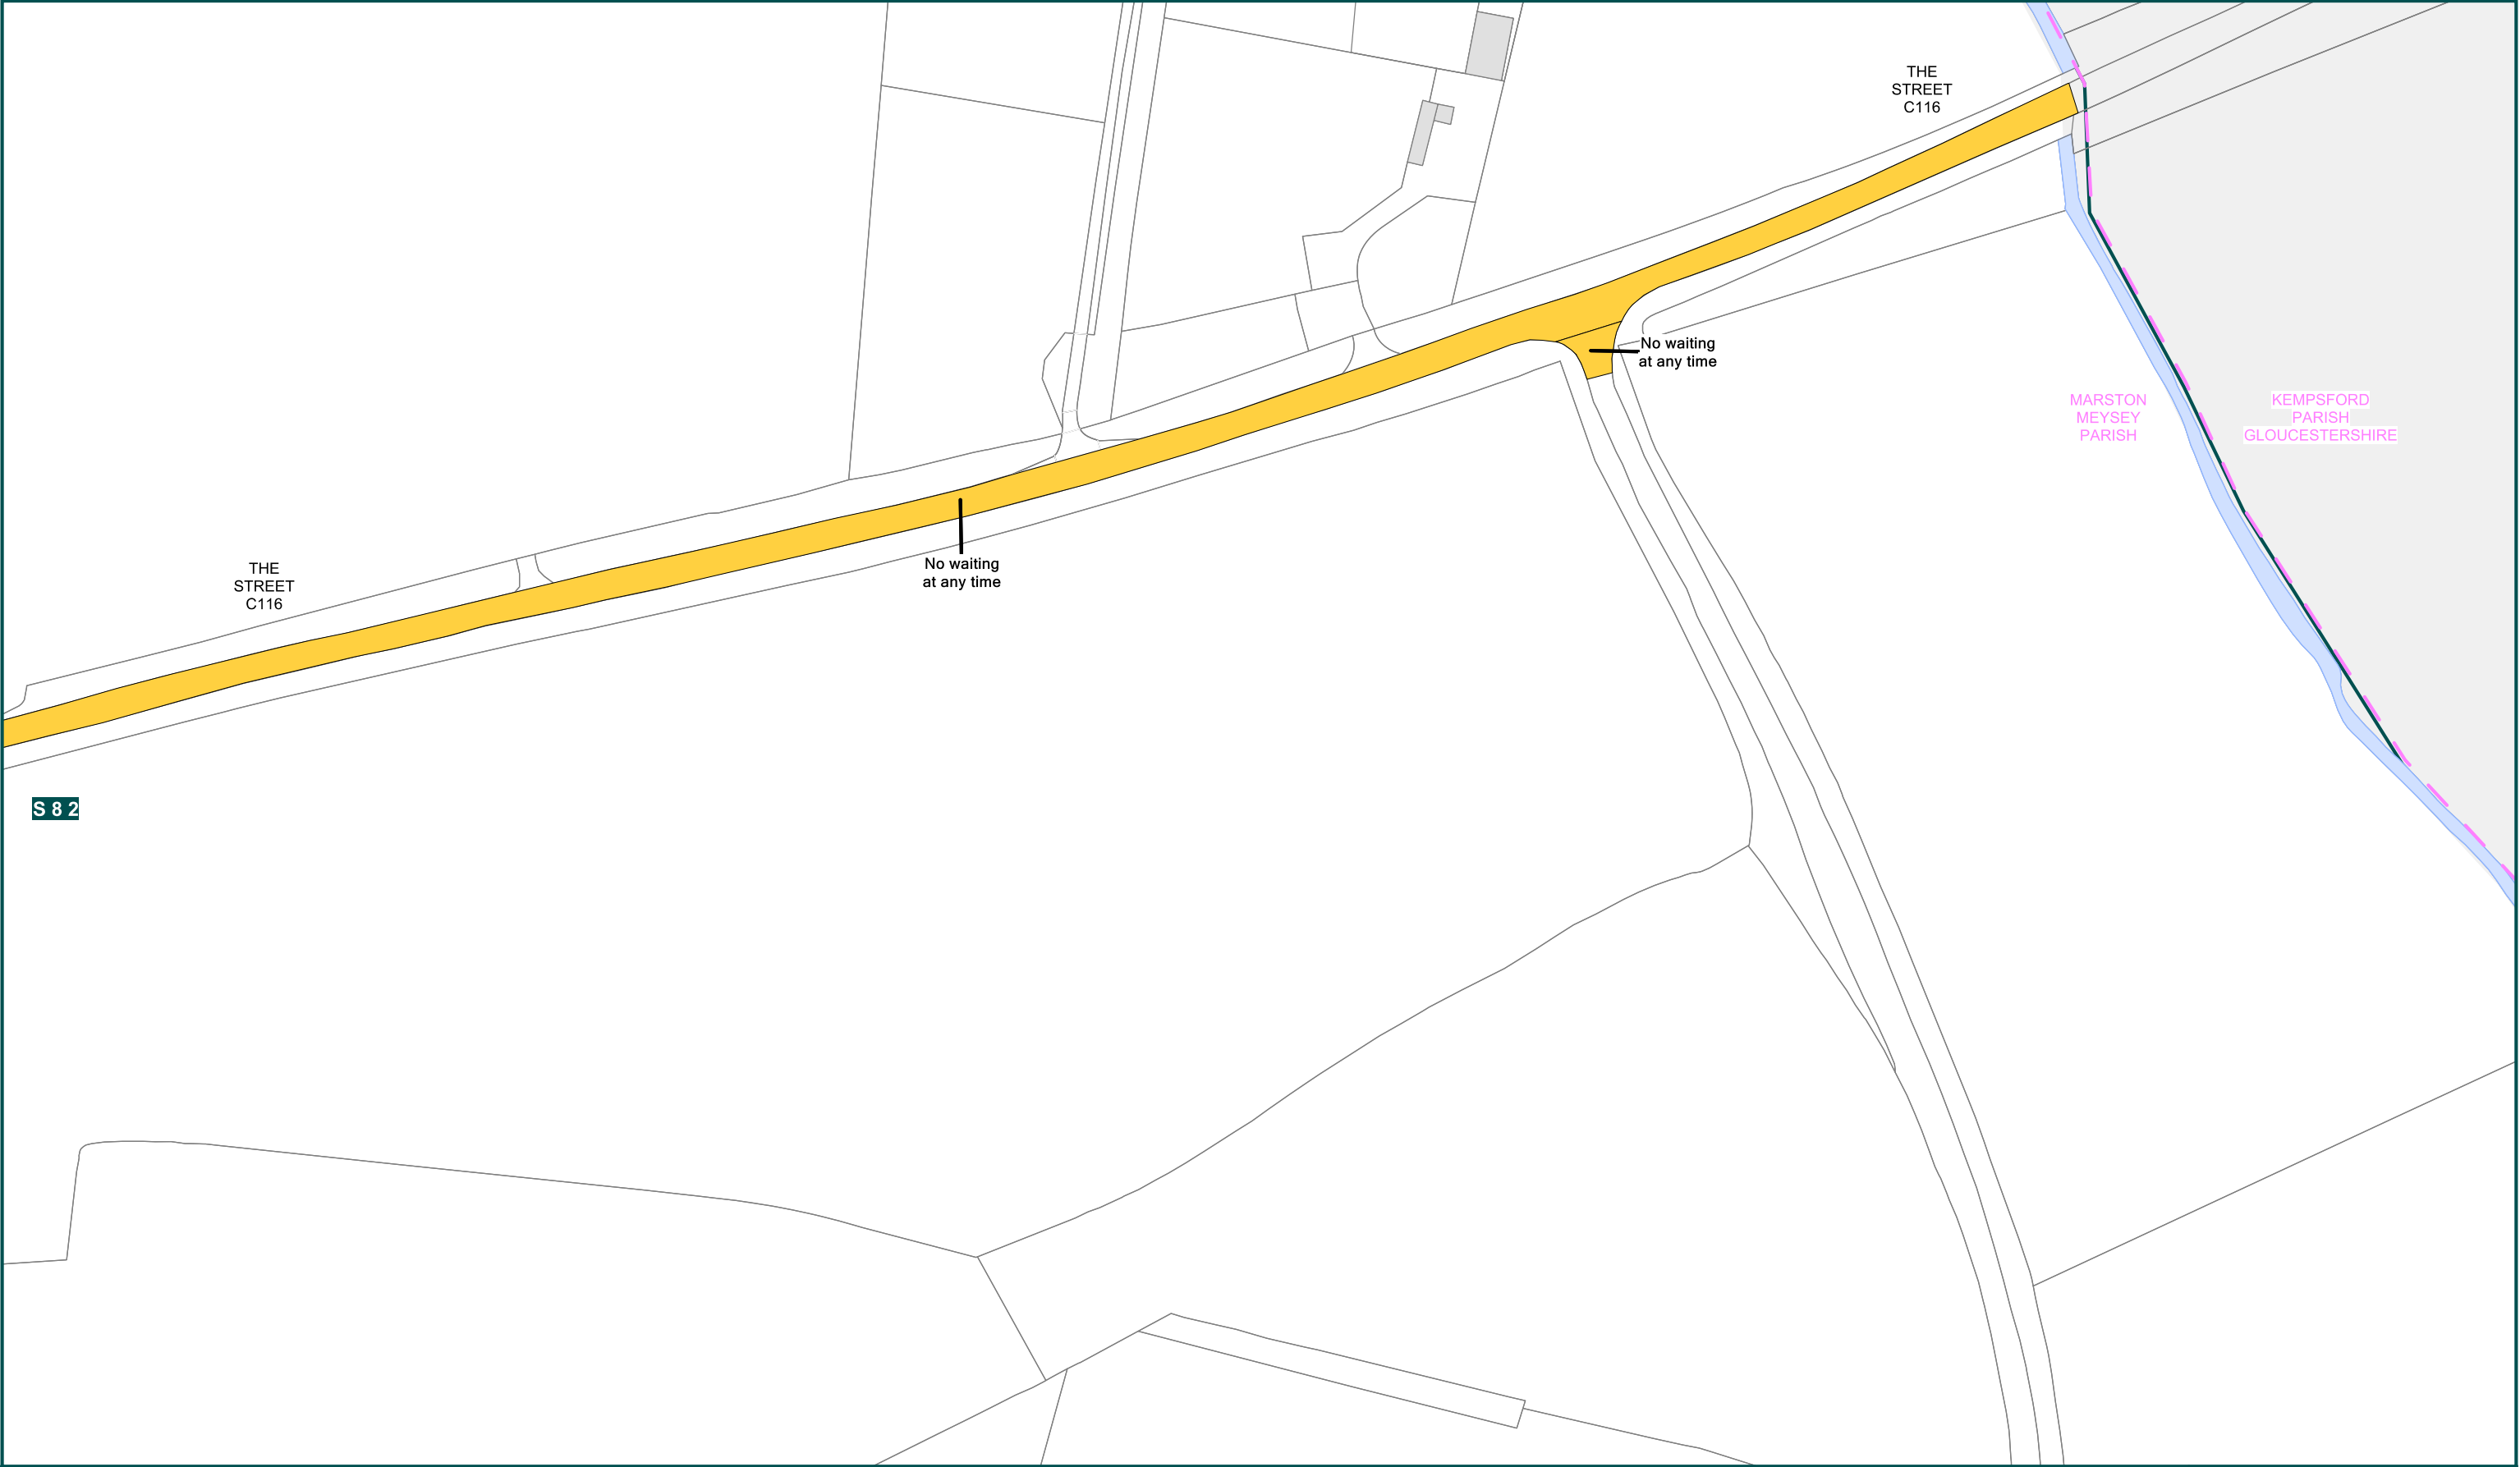 THE
STREET
C116
No waiting
at any time
MARSTON
MEYSEY
PARISH
KEMPSFORD
PARISH
GLOUCESTERSHIRE
THE
STREET
C116
No waiting
at any time
S 8 2